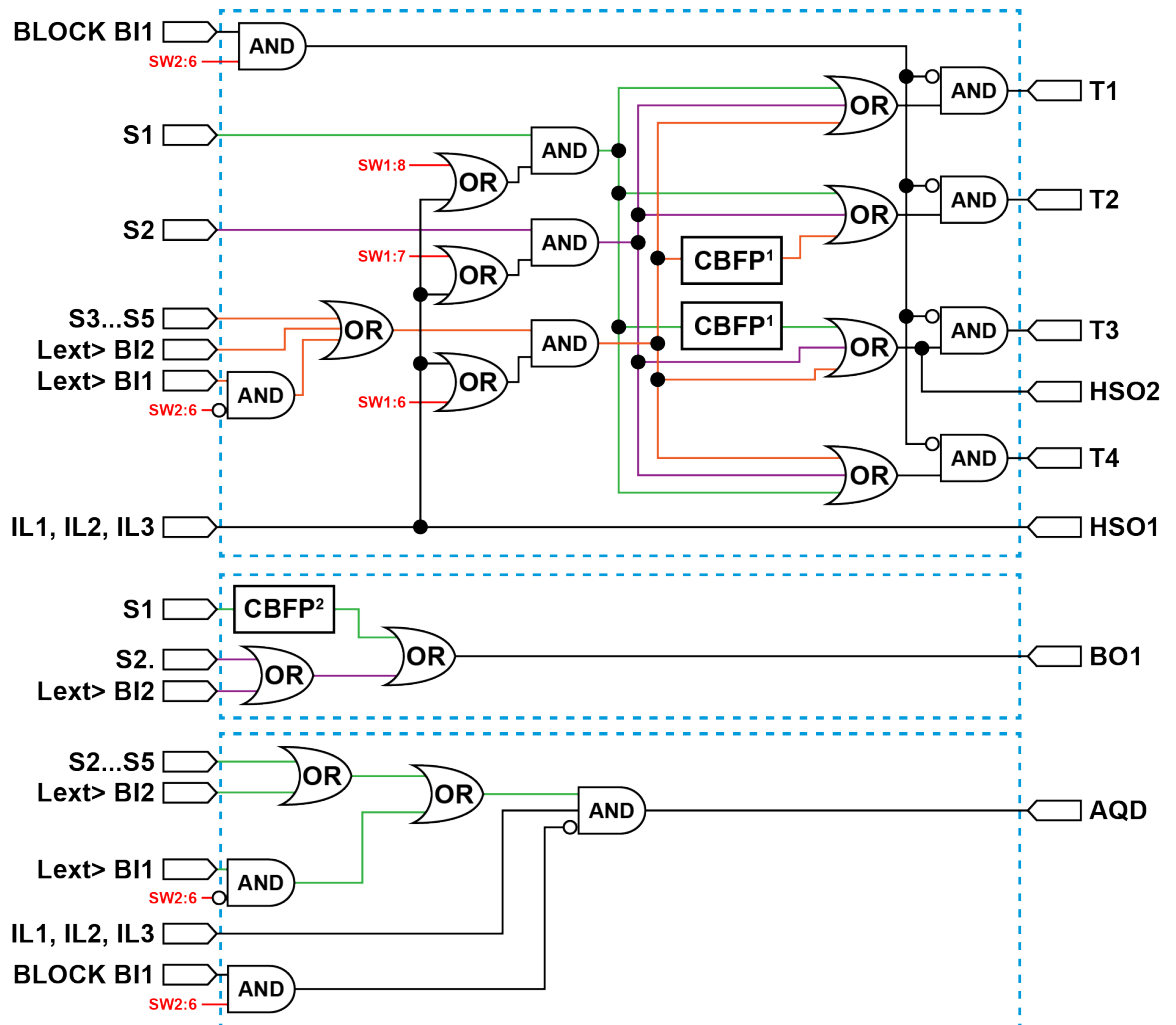 BLOCK BI1
SW2:6
AND
AND
T1
OR
S1
AND
SW1:8
OR
AND
T2
OR
S2
AND
SW1:7
OR
CBFP1
S3...S5
OR
CBFP1
AND
T3
Lext> BI2
AND
OR
Lext> BI1
AND
SW2:6
OR
SW1:6
HSO2
AND
T4
OR
IL1, IL2, IL3
HSO1
S1
CBFP2
S2.
OR
OR
BO1
Lext> BI2
S2...S5
OR
Lext> BI2
OR
AND
AQD
Lext> BI1
AND
SW2:6
IL1, IL2, IL3
BLOCK BI1
AND
SW2:6